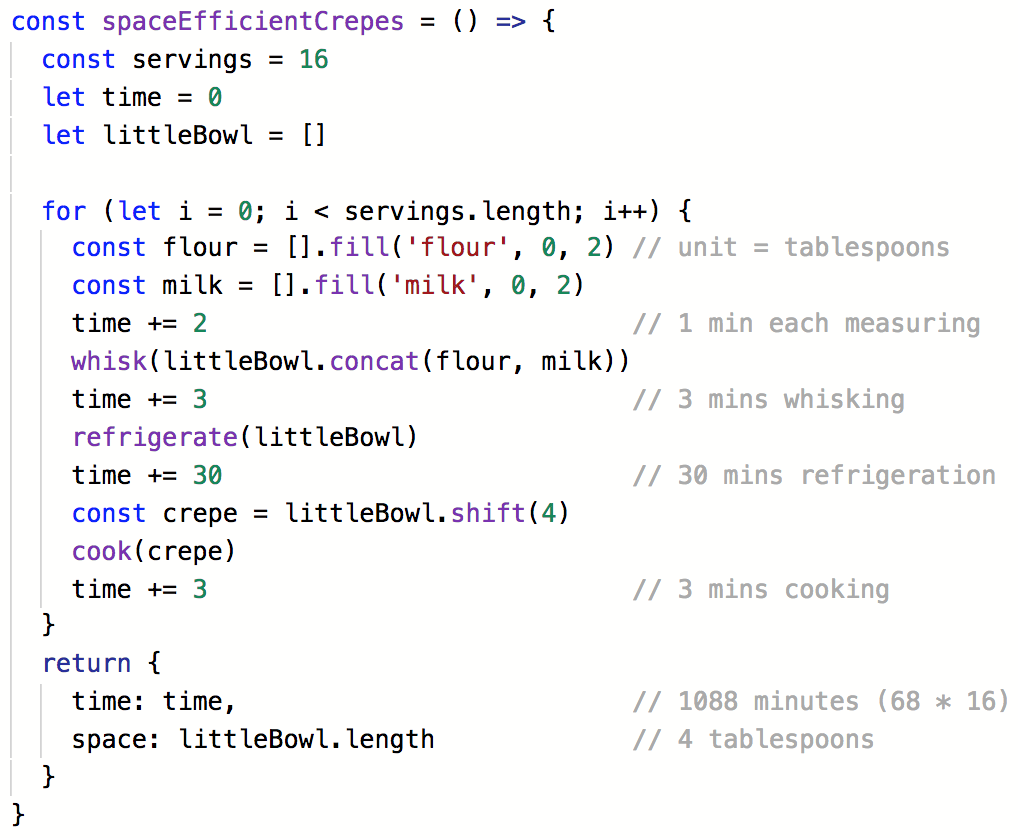 const spaceEfficientCrepes = () => {
const servings = 16
let time = 0
let littleBowl = []
for (let i = 0; i < servings.length; i++) {
const flour = [].fill('flour', 0, 2) // unit = tablespoons
const milk = [].fill('milk', 0, 2)
time += 2 // 1 min each measuring
whisk(littleBowl.concat(flour, milk))
time += 3 // 3 mins whisking
refrigerate(littleBowl)
time += 30 // 30 mins refrigeration
const crepe = littleBowl.shift(4)
cook(crepe)
time += 3 // 3 mins cooking
}
return {
time: time, // 1088 minutes (68 * 16)
space: littleBowl.length // 4 tablespoons
}
}